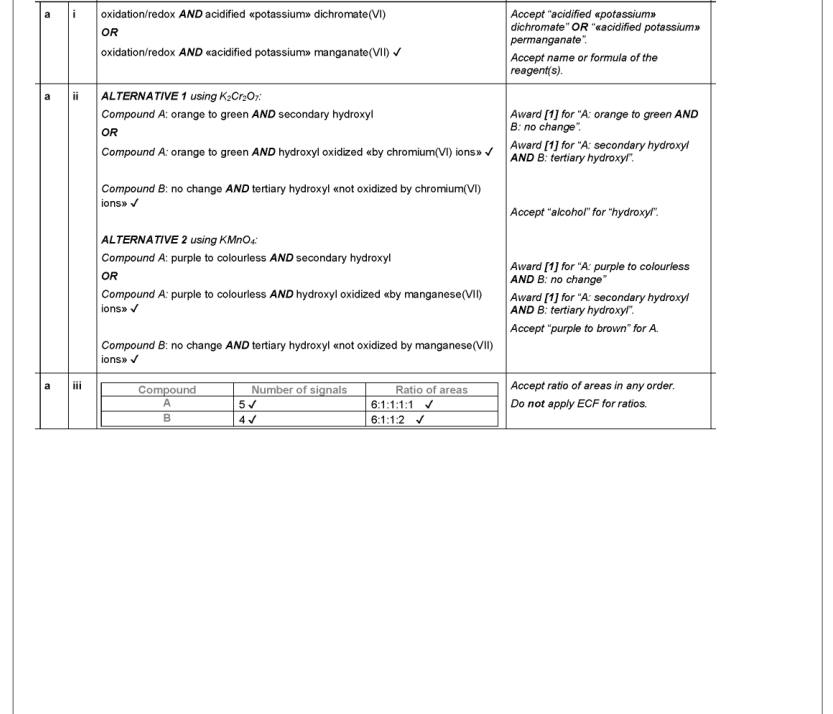 a i oxidation/redox AND acidified «potassium» dichromate(VI)
OR
oxidation/redox AND «acidified potassium» manganate(VII) ✓
Accept "acidified «potassium»
dichromate" OR "«acidified potassium»
permanganate".
Accept name or formula of the
reagent(s).
a ii ALTERNATIVE 1 using K₂Cr₂O₇:
Compound A: orange to green AND secondary hydroxyl
OR
Compound A: orange to green AND hydroxyl oxidized «by chromium(VI) ions» ✓
Compound B: no change AND tertiary hydroxyl «not oxidized by chromium(VI)
ions» ✓
ALTERNATIVE 2 using KMnO₄:
Compound A: purple to colourless AND secondary hydroxyl
OR
Compound A: purple to colourless AND hydroxyl oxidized «by manganese(VII)
ions» ✓
Compound B: no change AND tertiary hydroxyl «not oxidized by manganese(VII)
ions» ✓
Award [1] for "A: orange to green AND
B: no change".
Award [1] for "A: secondary hydroxyl
AND B: tertiary hydroxyl".
Accept "alcohol" for "hydroxyl".
Award [1] for "A: purple to colourless
AND B: no change"
Award [1] for "A: secondary hydroxyl
AND B: tertiary hydroxyl".
Accept "purple to brown" for A.
a iii Compound Number of signals Ratio of areas
A 5 ✓ 6:1:1:1:1 ✓
B 4 ✓ 6:1:1:2 ✓
Accept ratio of areas in any order.
Do not apply ECF for ratios.